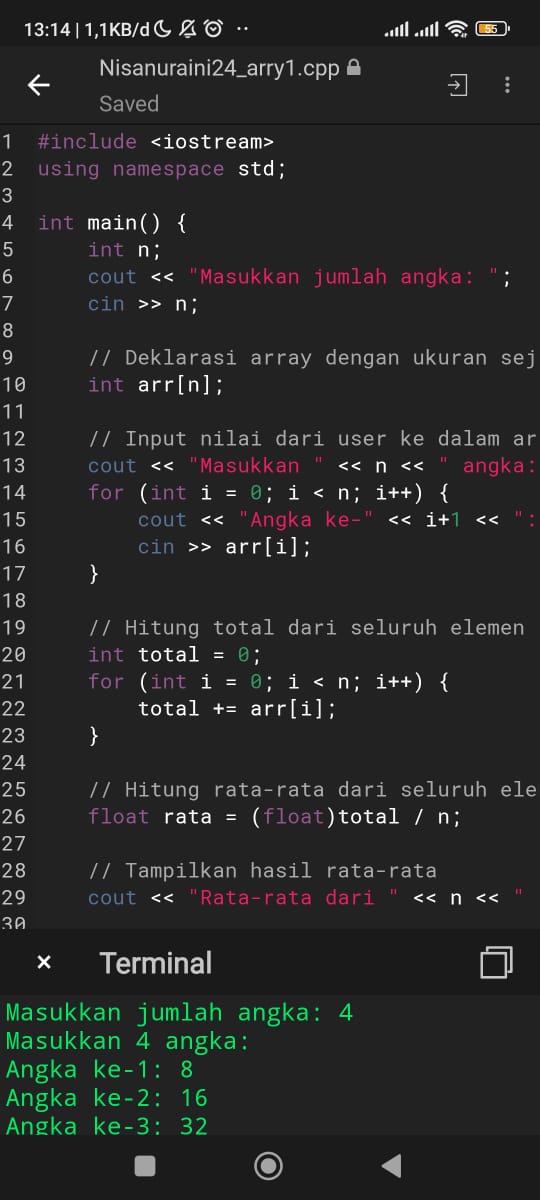 13:14 | 1,1KB/d
55
Nisanuraini24_arry1.cpp
Saved
1 #include <iostream>
2 using namespace std;
3
4 int main() {
5 int n;
6 cout << "Masukkan jumlah angka: ";
7 cin >> n;
8
9 // Deklarasi array dengan ukuran sej
10 int arr[n];
11
12 // Input nilai dari user ke dalam ar
13 cout << "Masukkan " << n << " angka:
14 for (int i = 0; i < n; i++) {
15 cout << "Angka ke-" << i+1 << ":
16 cin >> arr[i];
17 }
18
19 // Hitung total dari seluruh elemen
20 int total = 0;
21 for (int i = 0; i < n; i++) {
22 total += arr[i];
23 }
24
25 // Hitung rata-rata dari seluruh ele
26 float rata = (float)total / n;
27
28 // Tampilkan hasil rata-rata
29 cout << "Rata-rata dari " << n << "
30
× Terminal
Masukkan jumlah angka: 4
Masukkan 4 angka:
Angka ke-1: 8
Angka ke-2: 16
Angka ke-3: 32